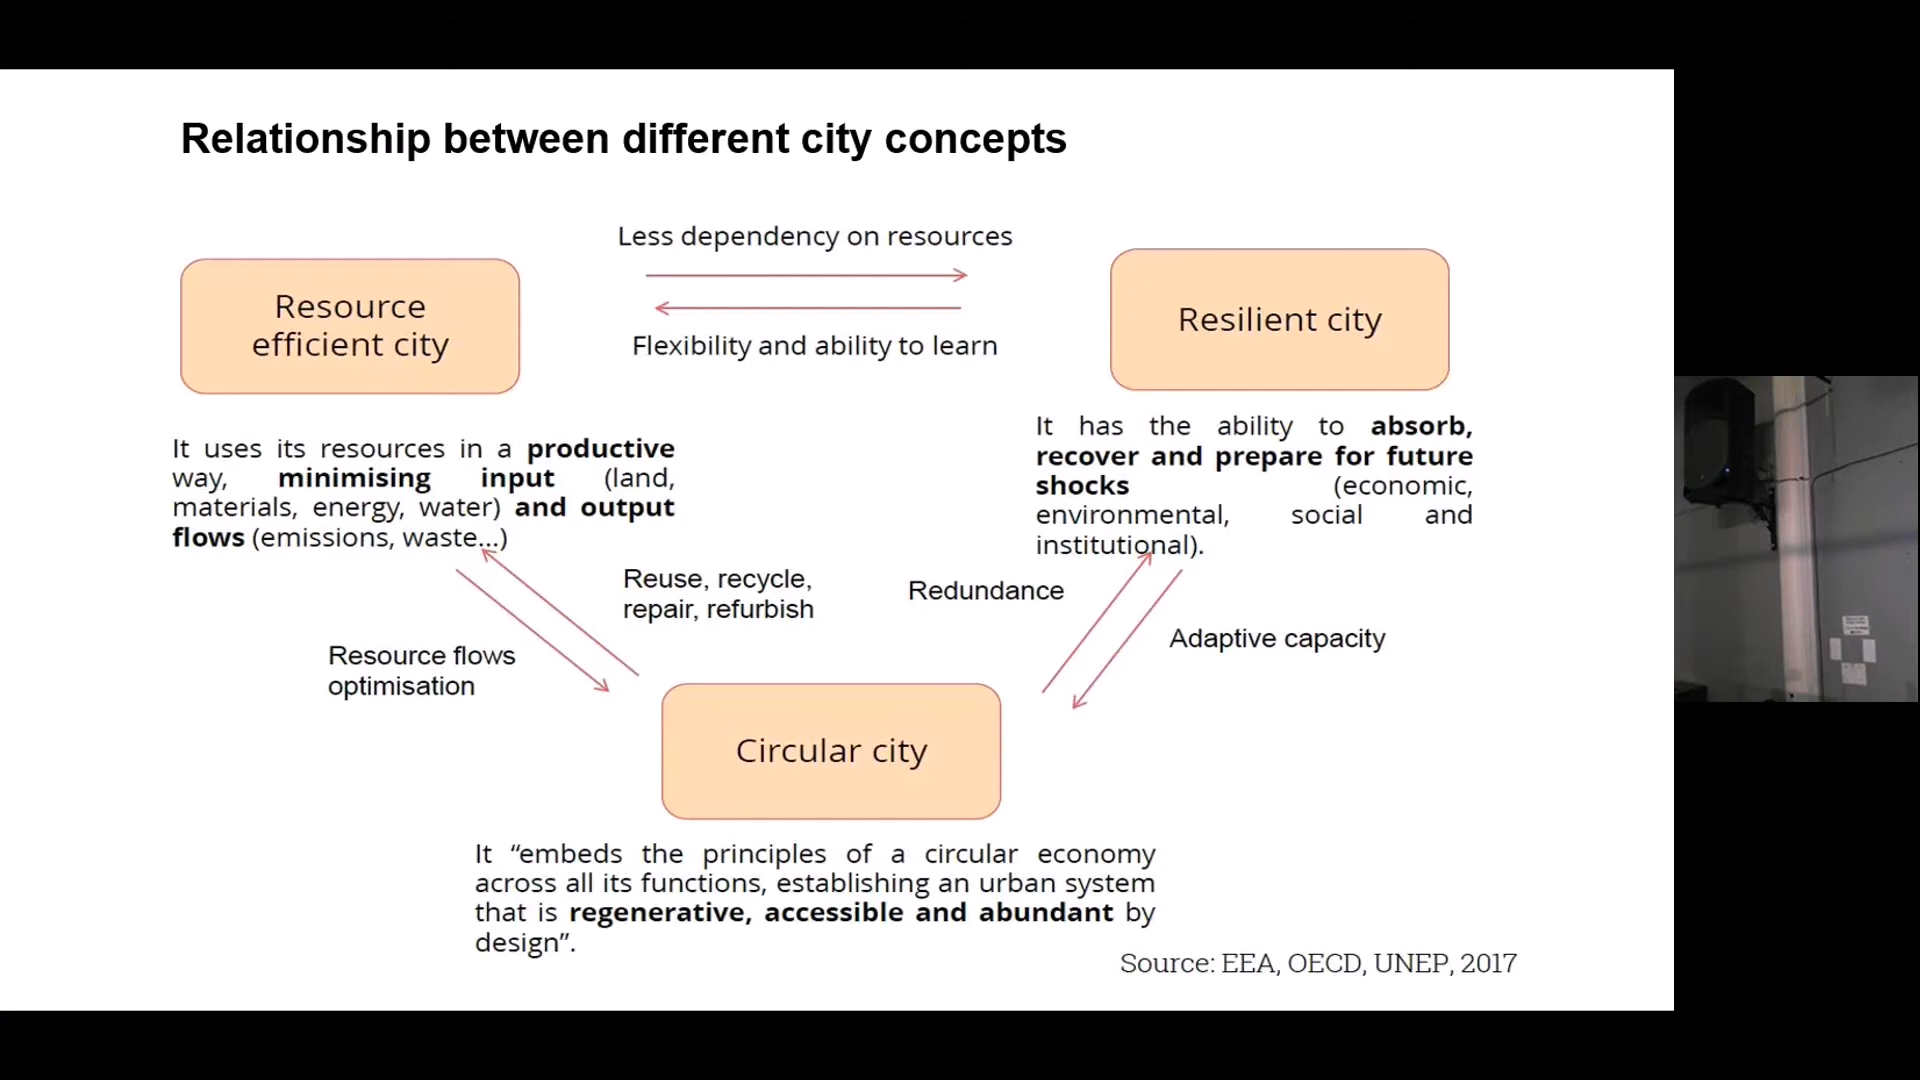 Relationship between different city concepts
Less dependency on resources
Resource
efficient city
Resilient city
Flexibility and ability to learn
It uses its resources in a productive
way, minimising input (land,
materials, energy, water) and output
flows (emissions, waste...)
It has the ability to absorb,
recover and prepare for future
shocks (economic,
environmental, social and
institutional).
Reuse, recycle,
repair, refurbish
Redundance
Resource flows
optimisation
Adaptive capacity
Circular city
It “embeds the principles of a circular economy
across all its functions, establishing an urban system
that is regenerative, accessible and abundant by
design”.
Source: EEA, OECD, UNEP, 2017